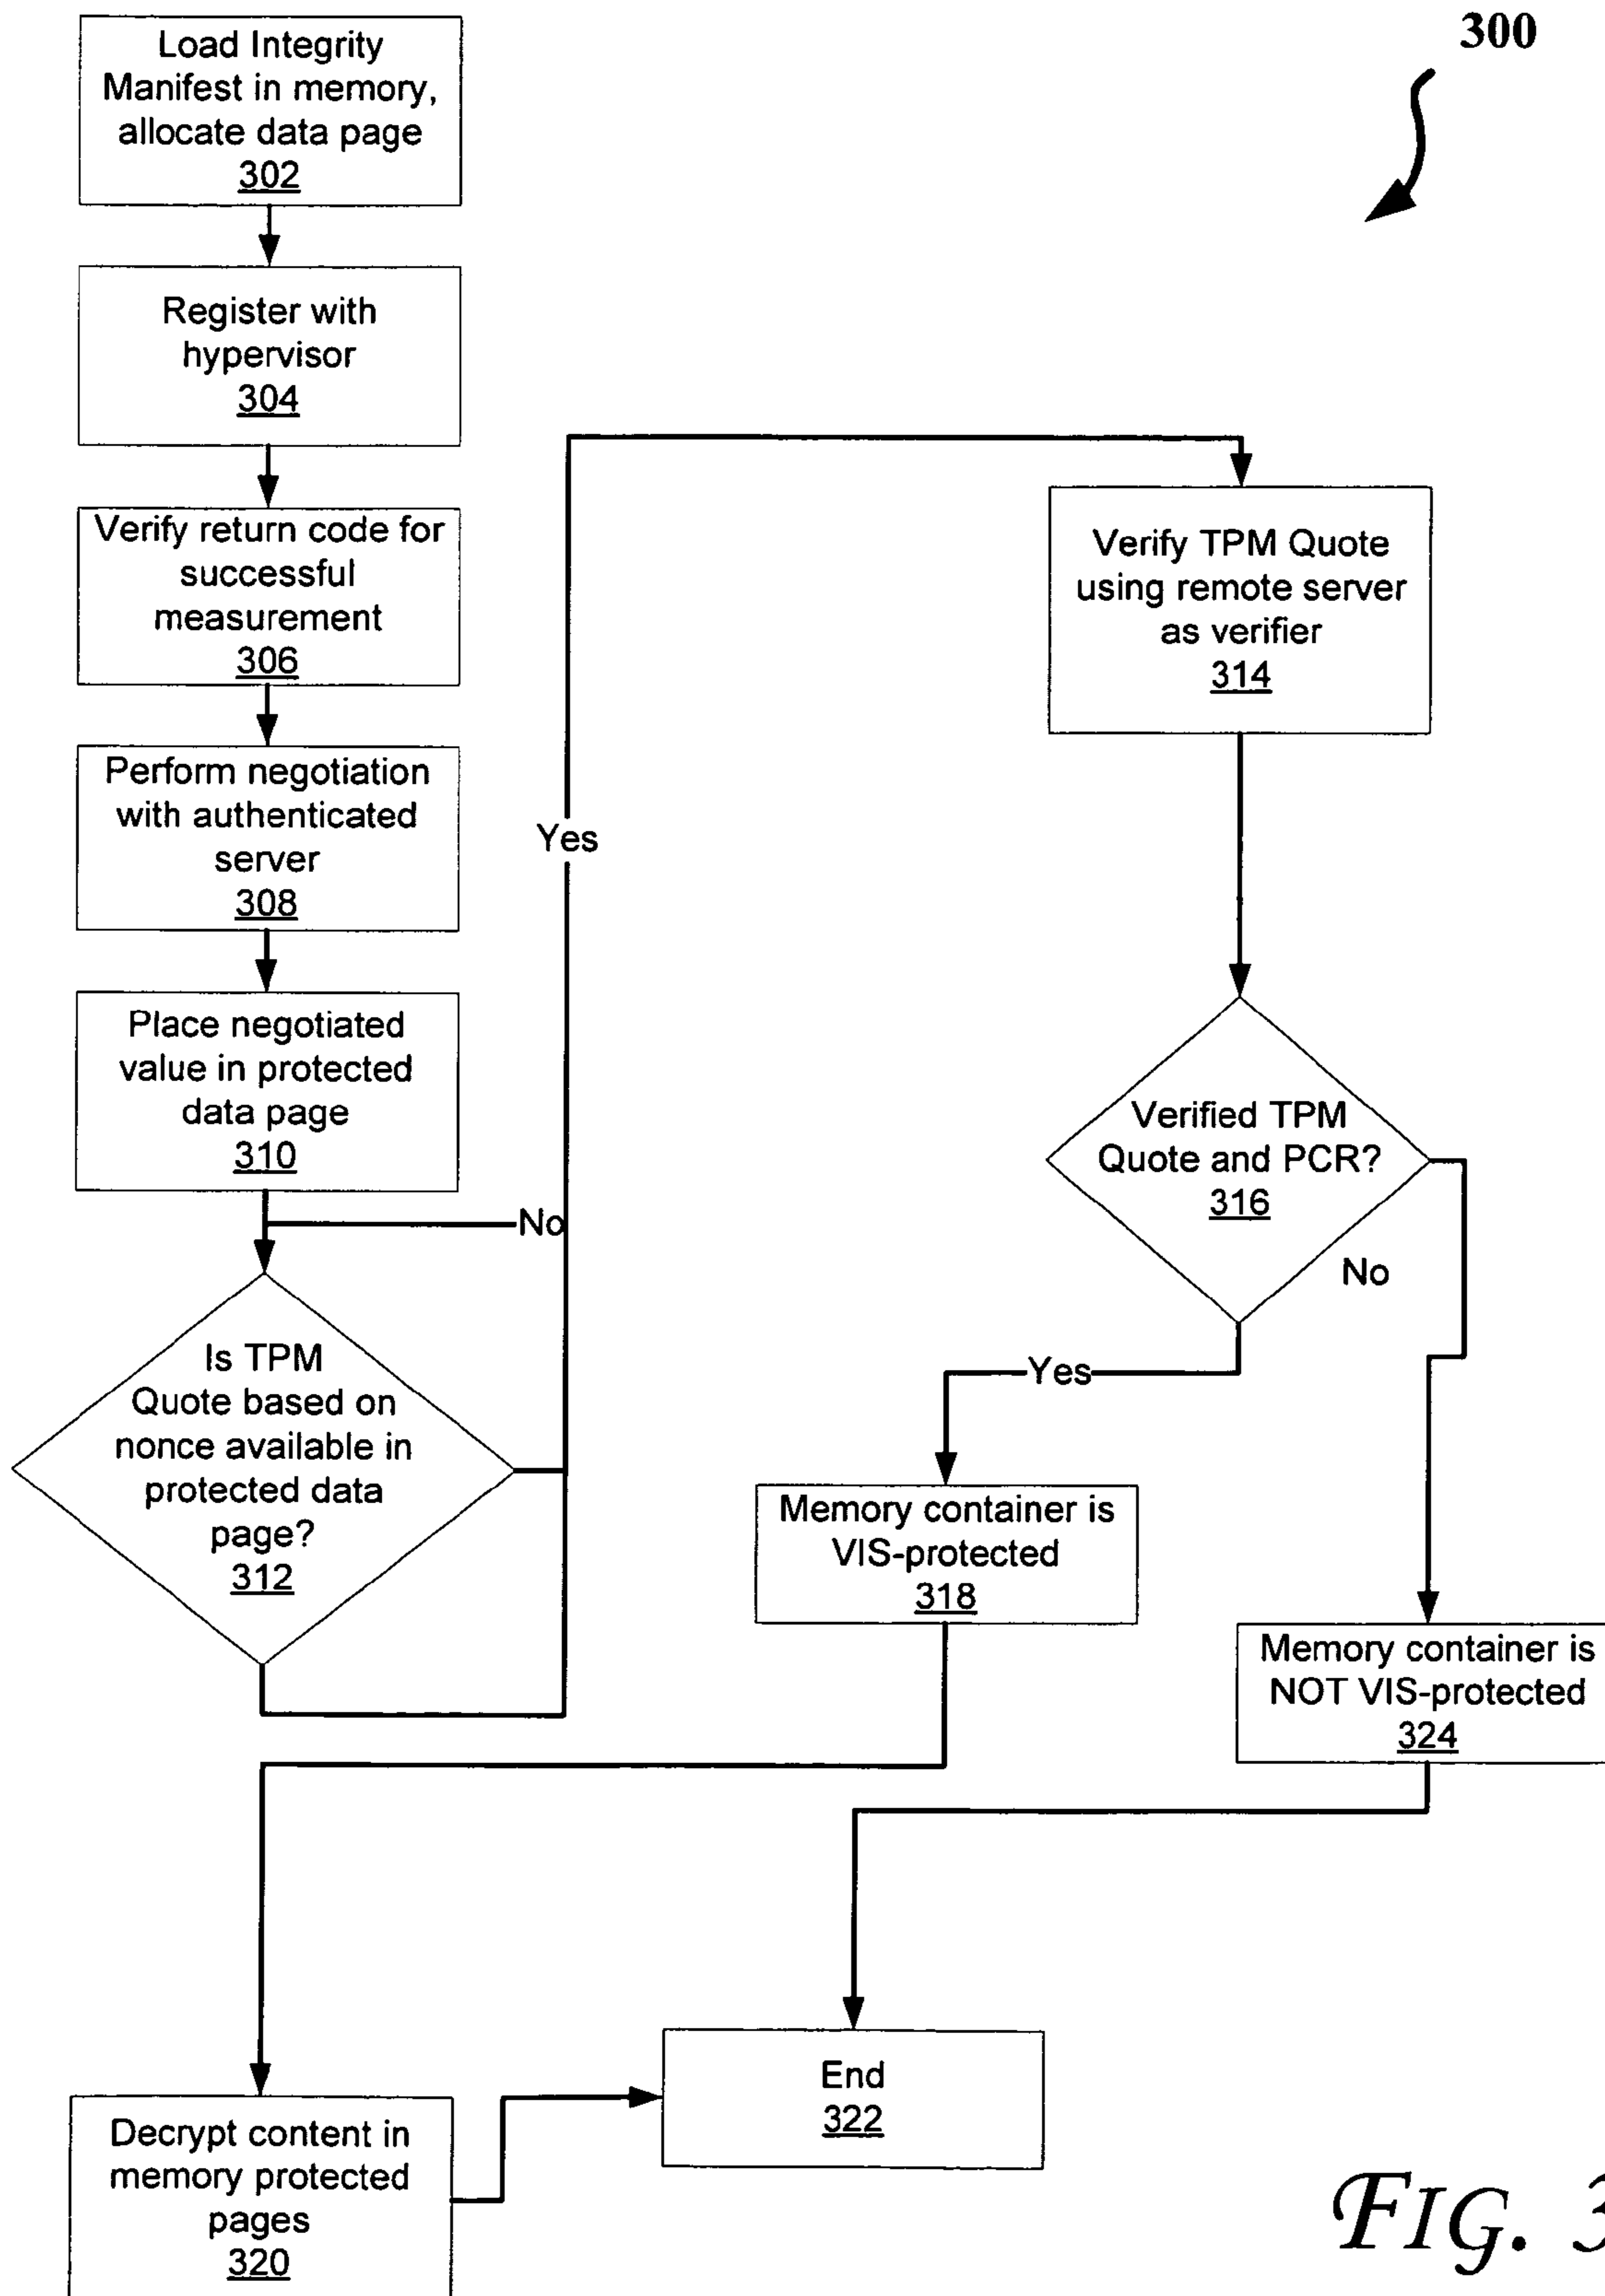 300
Load Integrity
Manifest in memory,
allocate data page
302
Register with
hypervisor
304
Verify return code for
successful
measurement
306
Perform negotiation
with authenticated
server
308
Place negotiated
value in protected
data page
310
No
Yes
Is TPM
Quote based on
nonce available in
protected data
page?
312
Verify TPM Quote
using remote server
as verifier
314
Verified TPM
Quote and PCR?
316
No
Yes
Memory container is
VIS-protected
318
Memory container is
NOT VIS-protected
324
End
322
Decrypt content in
memory protected
pages
320
FIG. 3